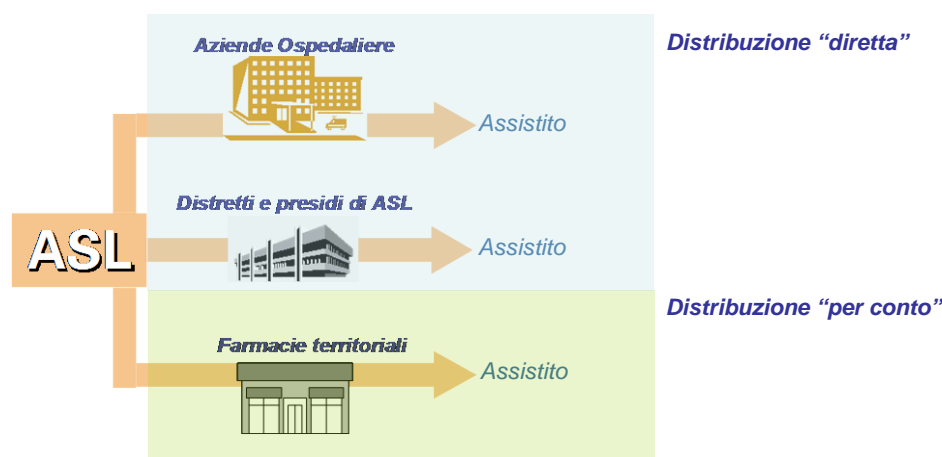 Aziende Ospedaliere
Distribuzione “diretta”
Assistito
Distretti e presidi di ASL
ASL
Assistito
Distribuzione “per conto”
Farmacie territoriali
Assistito